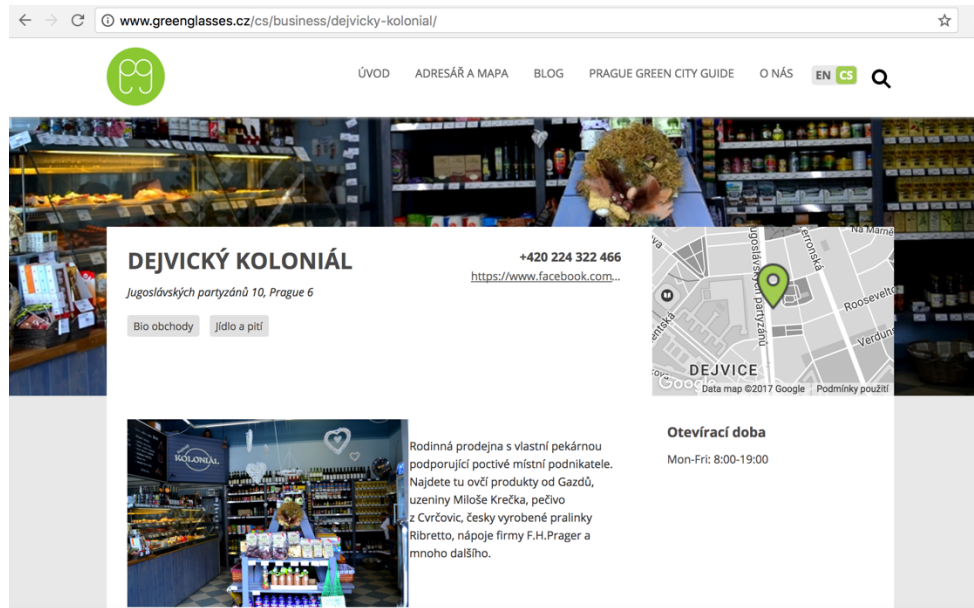 www.greenglasses.cz/cs/business/dejvicky-kolonial/
ÚVOD ADRESÁŘ A MAPA BLOG PRAGUE GREEN CITY GUIDE O NÁS EN CS
DEJVICKÝ KOLONIÁL
Jugoslávských partyzánů 10, Prague 6
Bio obchody Jídlo a pití
+420 224 322 466
https://www.facebook.com...
Na Marně
Jugoslávských partyzánů
Rooseveltova
Verduns
DEJVICE
Google
Data map ©2017 Google Podmínky použití
KOLONIÁL
Rodinná prodejna s vlastní pekárnou
podporující poctivé místní podnikatele.
Najdete tu ovčí produkty od Gazdů,
uzeniny Miloše Krečka, pečivo
z Cvrčovic, česky vyrobené pralinky
Ribretto, nápoje firmy F.H.Prager a
mnoho dalšího.
Otevírací doba
Mon-Fri: 8:00-19:00